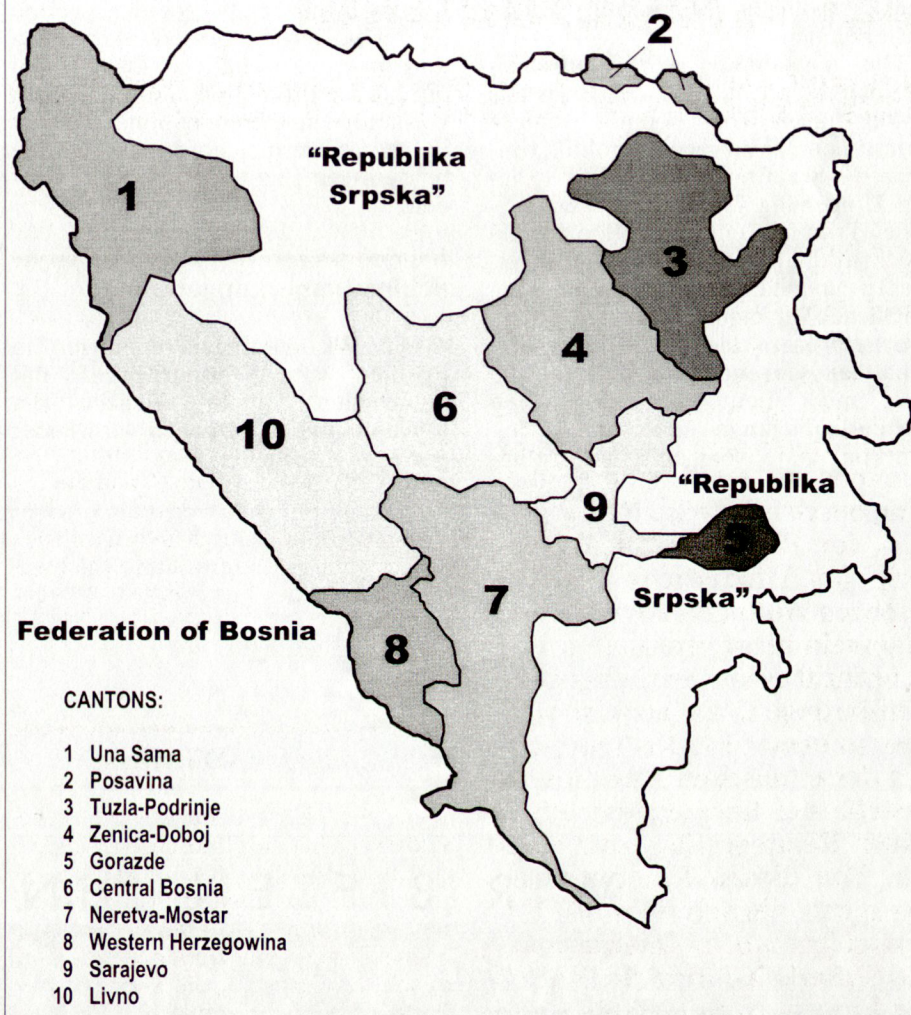 2
“Republika
Srpska”
1
3
4
6
10
“Republika
9
5
Srpska”
7
Federation of Bosnia
8
CANTONS:
1 Una Sama
2 Posavina
3 Tuzla-Podrinje
4 Zenica-Doboj
5 Gorazde
6 Central Bosnia
7 Neretva-Mostar
8 Western Herzegowina
9 Sarajevo
10 Livno